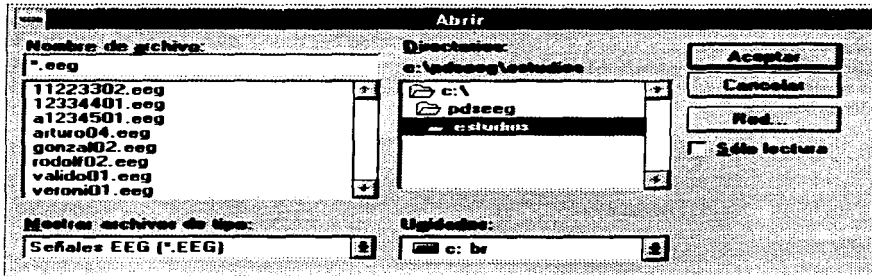 Abrir
Nombre de archivo:
*.eeg
11223302.eeg
12334401.eeg
a1234501.eeg
arturo04.eeg
gonzal02.eeg
rodolf02.eeg
valido01.eeg
veroni01.eeg
Mostrar archivos de tipo:
Señales EEG (*.EEG)
Directorios:
c:\pdseeg\estudios
c:\
pdseeg
estudios
Unidades:
c: br
Aceptar
Cancelar
Red...
Sólo lectura